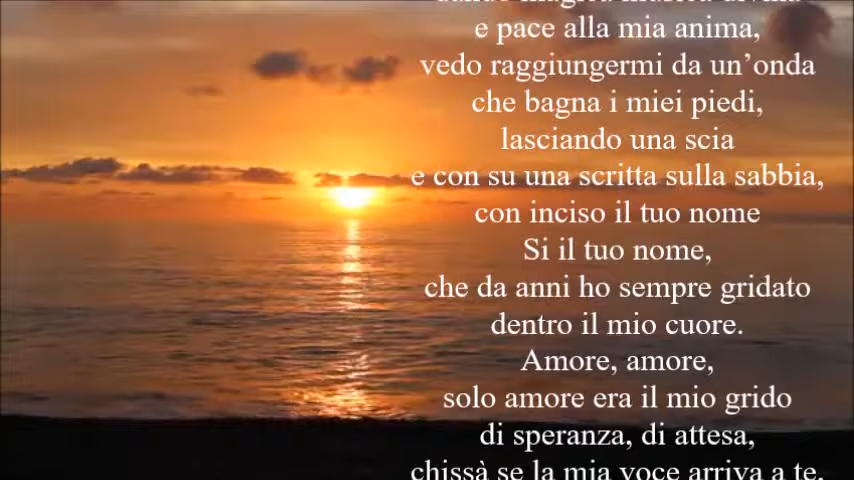 e pace alla mia anima,
vedo raggiungermi da un’onda
che bagna i miei piedi,
lasciando una scia
e con su una scritta sulla sabbia,
con inciso il tuo nome
Si il tuo nome,
che da anni ho sempre gridato
dentro il mio cuore.
Amore, amore,
solo amore era il mio grido
di speranza, di attesa,
chissà se la mia voce arriva a te.